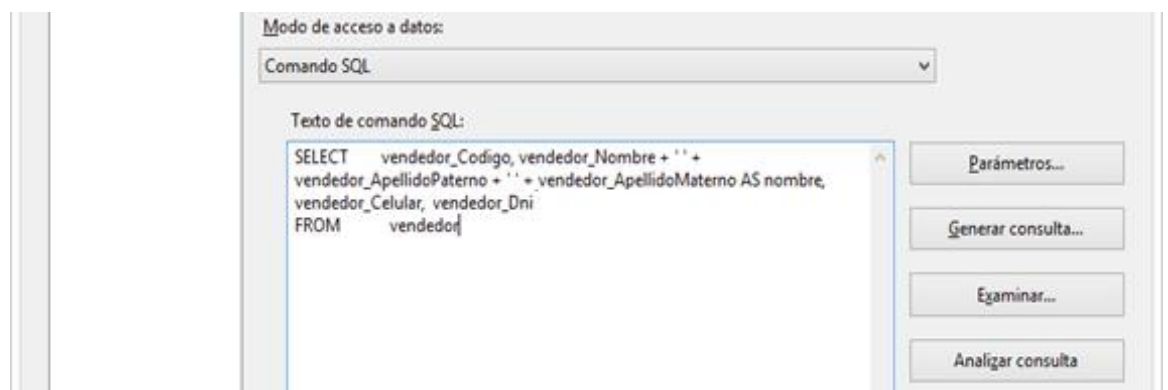 Modo de acceso a datos:
Comando SQL
Texto de comando SQL:
SELECT vendedor_Codigo, vendedor_Nombre + ' ' +
vendedor_ApellidoPaterno + ' ' + vendedor_ApellidoMaterno AS nombre,
vendedor_Celular, vendedor_Dni
FROM vendedor
Parámetros...
Generar consulta...
Examinar...
Analizar consulta